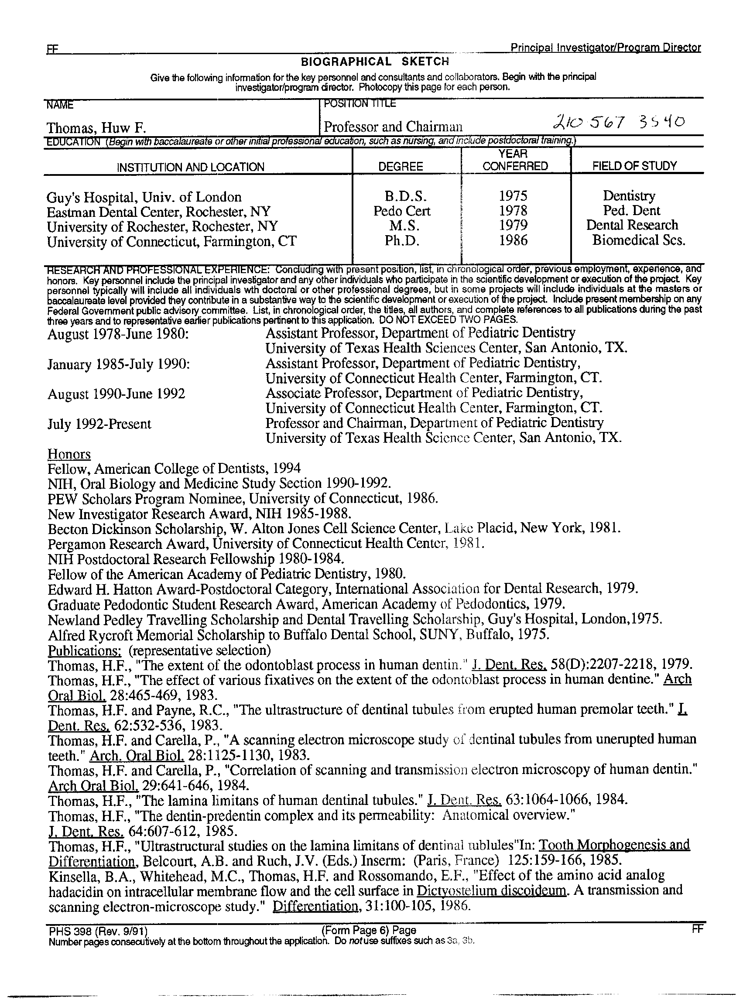 FF Principal Investigator/Program Director
BIOGRAPHICAL SKETCH
Give the following information for the key personnel and consultants and collaborators. Begin with the principal
investigator/program director. Photocopy this page for each person.
NAME POSITION TITLE
Thomas, Huw F. Professor and Chairman 210 567 3540
EDUCATION (Begin with baccalaureate or other initial professional education, such as nursing, and include postdoctoral training.)
INSTITUTION AND LOCATION DEGREE YEAR CONFERRED FIELD OF STUDY
Guy's Hospital, Univ. of London B.D.S. 1975 Dentistry
Eastman Dental Center, Rochester, NY Pedo Cert 1978 Ped. Dent
University of Rochester, Rochester, NY M.S. 1979 Dental Research
University of Connecticut, Farmington, CT Ph.D. 1986 Biomedical Scs.
RESEARCH AND PROFESSIONAL EXPERIENCE: Concluding with present position, list, in chronological order, previous employment, experience, and
honors. Key personnel include the principal investigator and any other individuals who participate in the scientific development or execution of the project. Key
personnel typically will include all individuals wth doctoral or other professional degrees, but in some projects will include individuals at the masters or
baccalaureate level provided they contribute in a substantive way to the scientific development or execution of the project. Include present membership on any
Federal Government public advisory committee. List, in chronological order, the titles, all authors, and complete references to all publications during the past
three years and to representative earlier publications pertinent to this application. DO NOT EXCEED TWO PAGES.
August 1978-June 1980: Assistant Professor, Department of Pediatric Dentistry
University of Texas Health Sciences Center, San Antonio, TX.
January 1985-July 1990: Assistant Professor, Department of Pediatric Dentistry,
University of Connecticut Health Center, Farmington, CT.
August 1990-June 1992 Associate Professor, Department of Pediatric Dentistry,
University of Connecticut Health Center, Farmington, CT.
July 1992-Present Professor and Chairman, Department of Pediatric Dentistry
University of Texas Health Science Center, San Antonio, TX.
Honors
Fellow, American College of Dentists, 1994
NIH, Oral Biology and Medicine Study Section 1990-1992.
PEW Scholars Program Nominee, University of Connecticut, 1986.
New Investigator Research Award, NIH 1985-1988.
Becton Dickinson Scholarship, W. Alton Jones Cell Science Center, Lake Placid, New York, 1981.
Pergamon Research Award, University of Connecticut Health Center, 1981.
NIH Postdoctoral Research Fellowship 1980-1984.
Fellow of the American Academy of Pediatric Dentistry, 1980.
Edward H. Hatton Award-Postdoctoral Category, International Association for Dental Research, 1979.
Graduate Pedodontic Student Research Award, American Academy of Pedodontics, 1979.
Newland Pedley Travelling Scholarship and Dental Travelling Scholarship, Guy's Hospital, London,1975.
Alfred Rycroft Memorial Scholarship to Buffalo Dental School, SUNY, Buffalo, 1975.
Publications: (representative selection)
Thomas, H.F., "The extent of the odontoblast process in human dentin." J. Dent. Res. 58(D):2207-2218, 1979.
Thomas, H.F., "The effect of various fixatives on the extent of the odontoblast process in human dentine." Arch
Oral Biol. 28:465-469, 1983.
Thomas, H.F. and Payne, R.C., "The ultrastructure of dentinal tubules from erupted human premolar teeth." J.
Dent. Res. 62:532-536, 1983.
Thomas, H.F. and Carella, P., "A scanning electron microscope study of dentinal tubules from unerupted human
teeth." Arch. Oral Biol. 28:1125-1130, 1983.
Thomas, H.F. and Carella, P., "Correlation of scanning and transmission electron microscopy of human dentin."
Arch Oral Biol. 29:641-646, 1984.
Thomas, H.F., "The lamina limitans of human dentinal tubules." J. Dent. Res. 63:1064-1066, 1984.
Thomas, H.F., "The dentin-predentin complex and its permeability: Anatomical overview."
J. Dent. Res. 64:607-612, 1985.
Thomas, H.F., "Ultrastructural studies on the lamina limitans of dentinal tublules"In: Tooth Morphogenesis and
Differentiation, Belcourt, A.B. and Ruch, J.V. (Eds.) Inserm: (Paris, France) 125:159-166, 1985.
Kinsella, B.A., Whitehead, M.C., Thomas, H.F. and Rossomando, E.F., "Effect of the amino acid analog
hadacidin on intracellular membrane flow and the cell surface in Dictyostelium discoideum. A transmission and
scanning electron-microscope study." Differentiation, 31:100-105, 1986.
PHS 398 (Rev. 9/91) (Form Page 6) Page FF
Number pages consecutively at the bottom throughout the application. Do not use suffixes such as 3a, 3b.